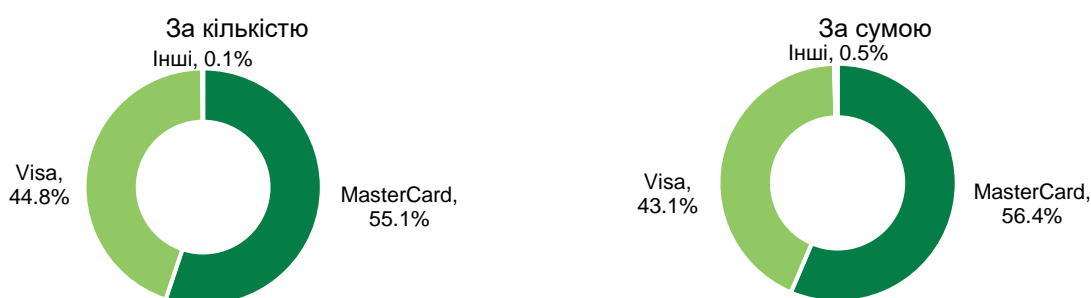 За кількістю
Інші, 0.1%
Visa,
44.8%
MasterCard,
55.1%
За сумою
Інші, 0.5%
Visa,
43.1%
MasterCard,
56.4%